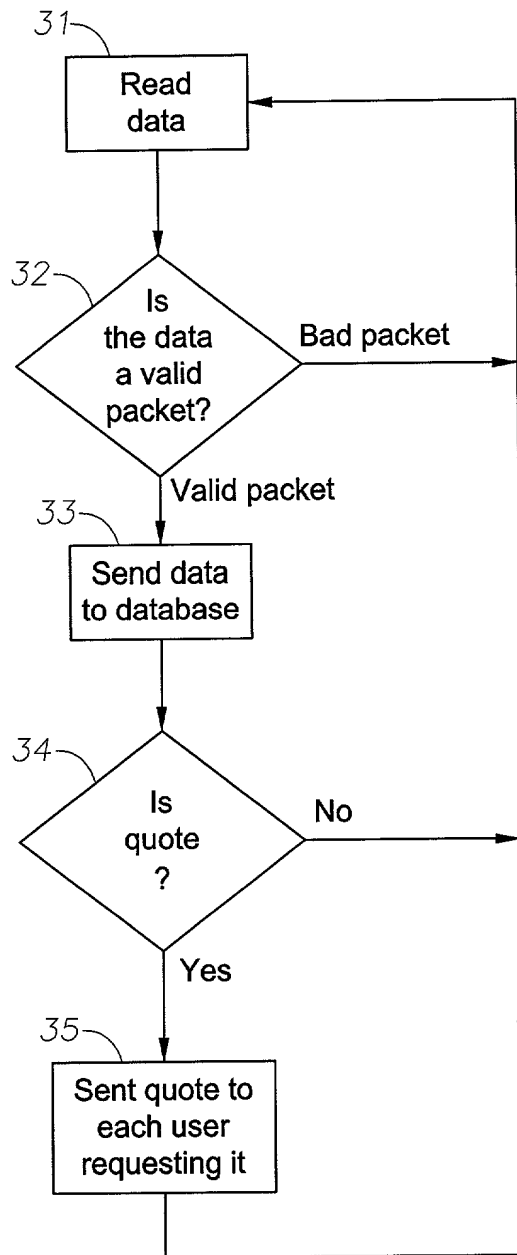 31
Read
data
32
Is
the data
a valid
packet?
Bad packet
Valid packet
33
Send data
to database
34
Is
quote
?
No
Yes
35
Sent quote to
each user
requesting it